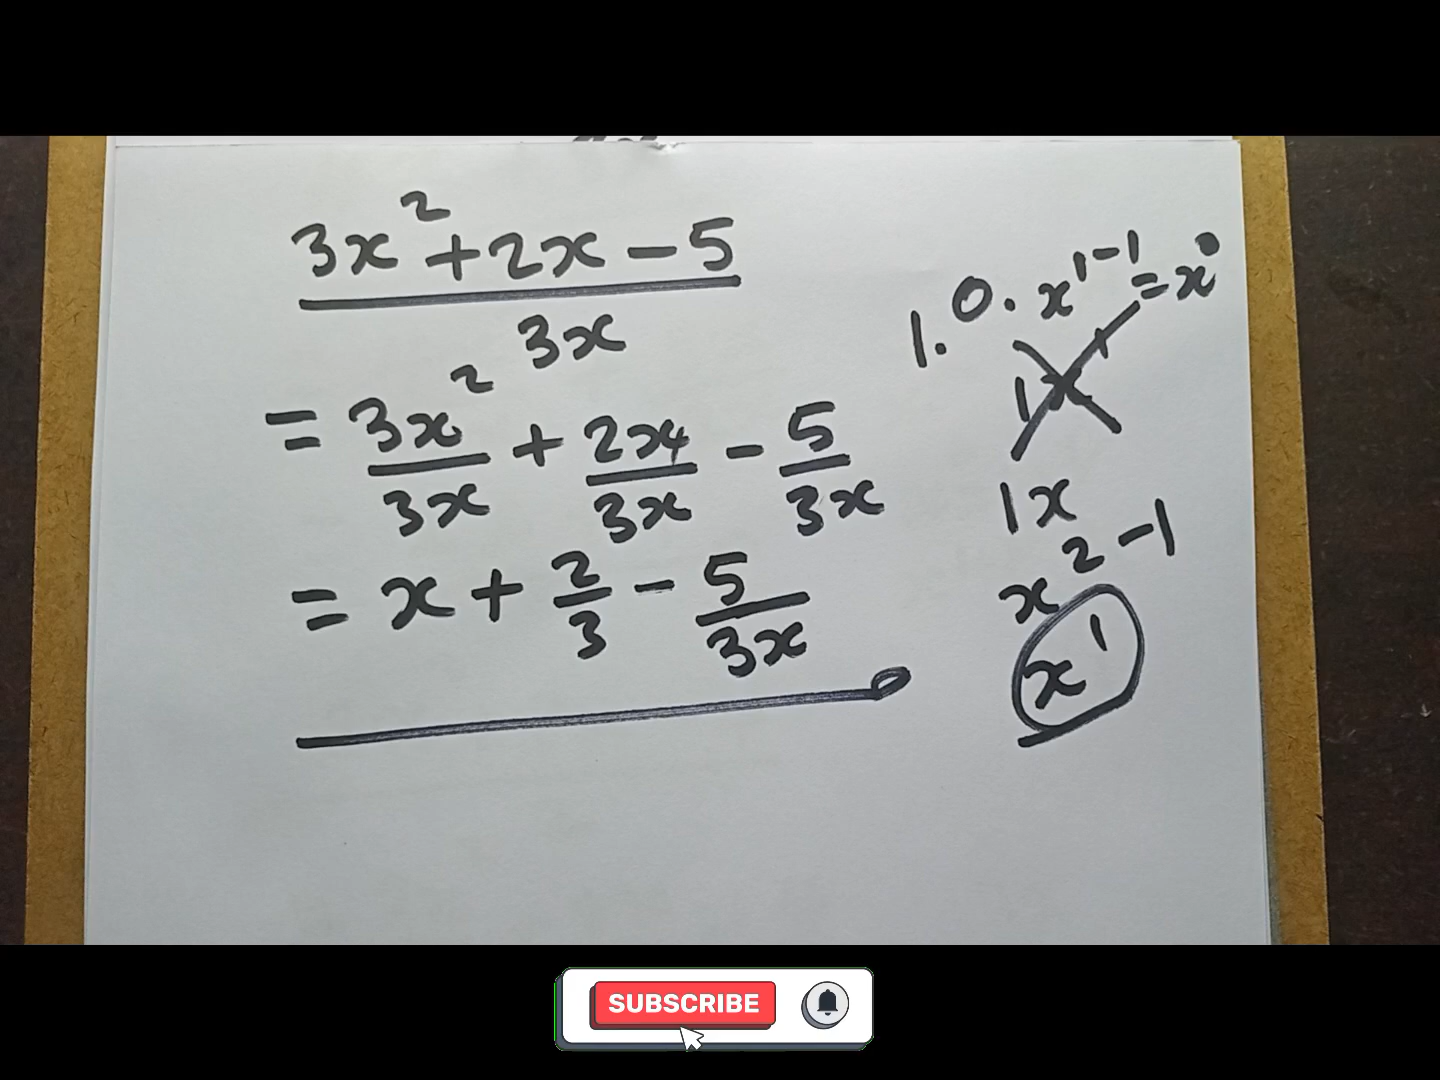 3x² + 2x - 5
3x
= 3x²/3x + 2x/3x - 5/3x
= x + 2/3 - 5/3x
1. 0. x¹⁻¹ = x⁰
1x
1x
x²⁻¹
x¹
SUBSCRIBE